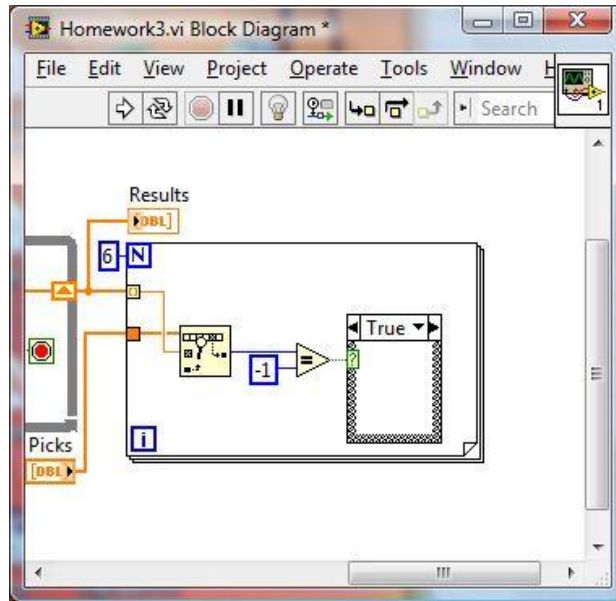 Homework3.vi Block Diagram *
File Edit View Project Operate Tools Window H
Search
1
Results
DBL]
6 N
True
?
-1
=
i
Picks
[DBL